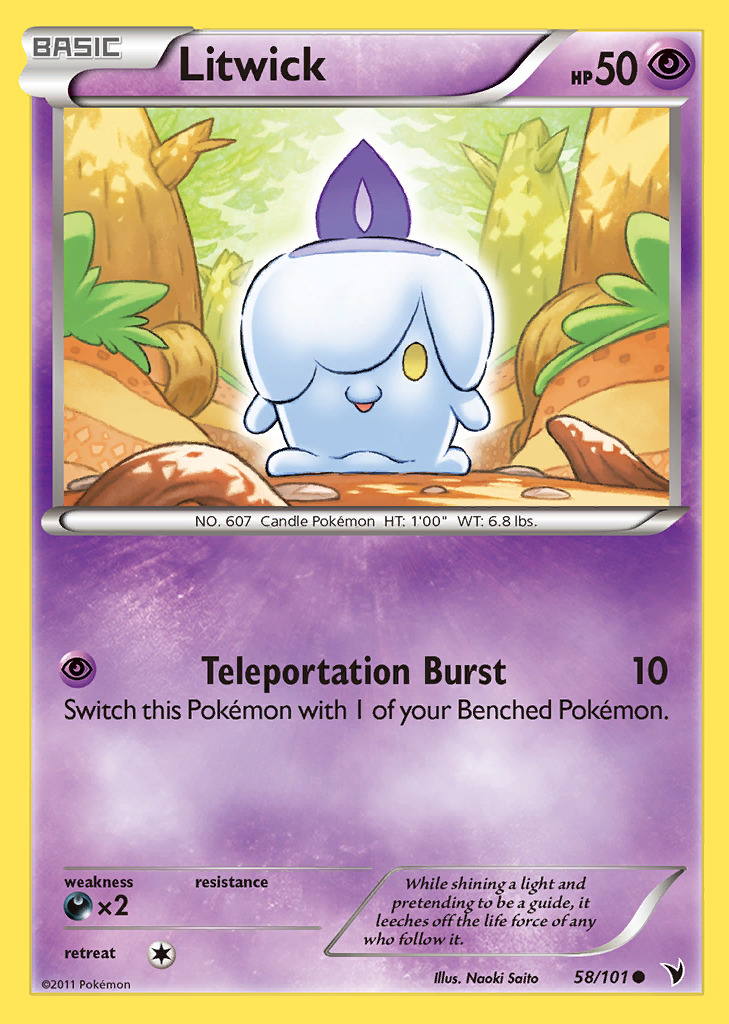 BASIC
Litwick
HP 50
NO. 607 Candle Pokémon HT: 1'00" WT: 6.8 lbs.
Teleportation Burst 10
Switch this Pokémon with 1 of your Benched Pokémon.
weakness resistance
×2
retreat
While shining a light and
pretending to be a guide, it
leeches off the life force of any
who follow it.
Illus. Naoki Saito 58/101
©2011 Pokémon